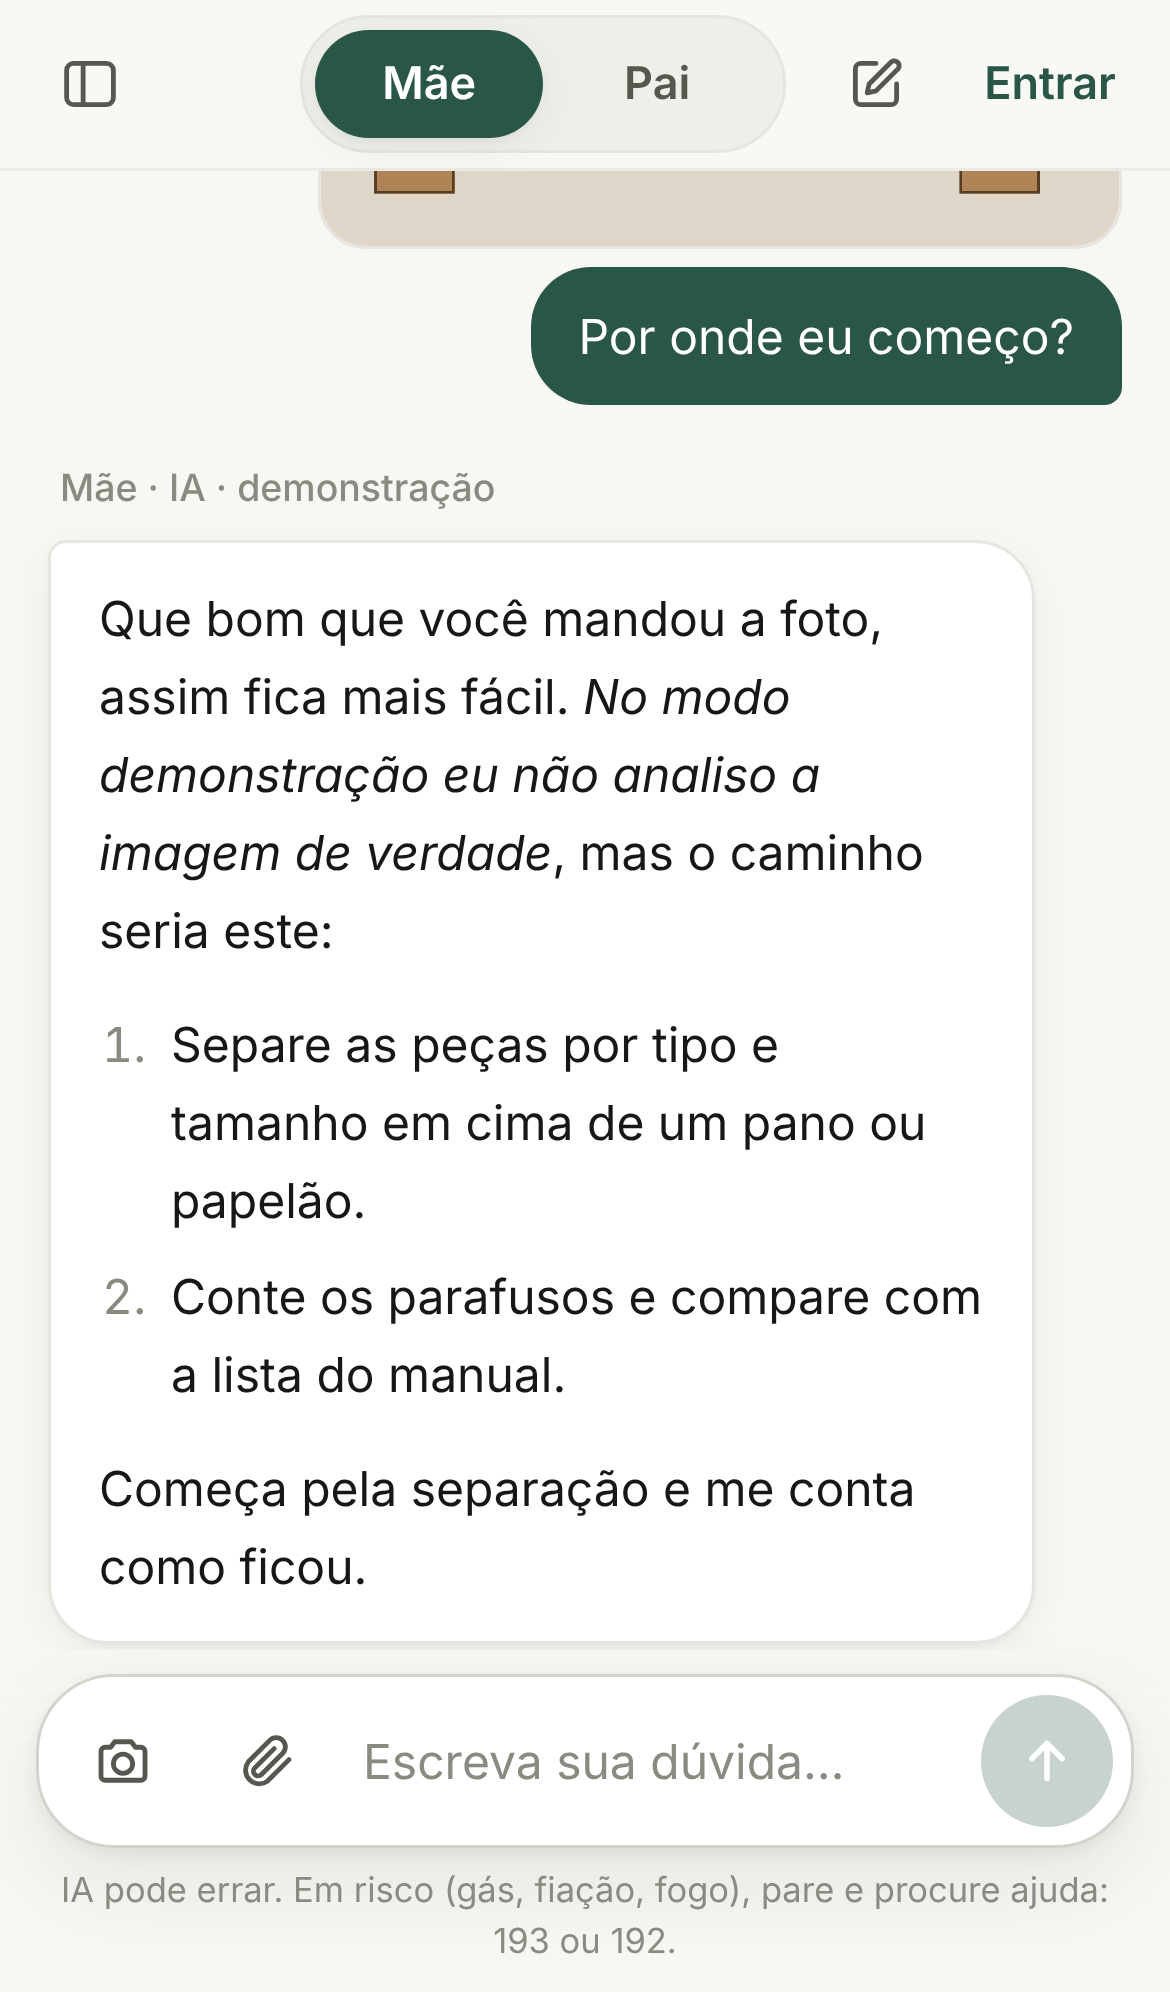 Mãe
Pai
Entrar
Por onde eu começo?
Mãe · IA · demonstração
Que bom que você mandou a foto,
assim fica mais fácil. No modo
demonstração eu não analiso a
imagem de verdade, mas o caminho
seria este:
1. Separe as peças por tipo e
tamanho em cima de um pano ou
papelão.
2. Conte os parafusos e compare com
a lista do manual.
Começa pela separação e me conta
como ficou.
Escreva sua dúvida...
IA pode errar. Em risco (gás, fiação, fogo), pare e procure ajuda:
193 ou 192.